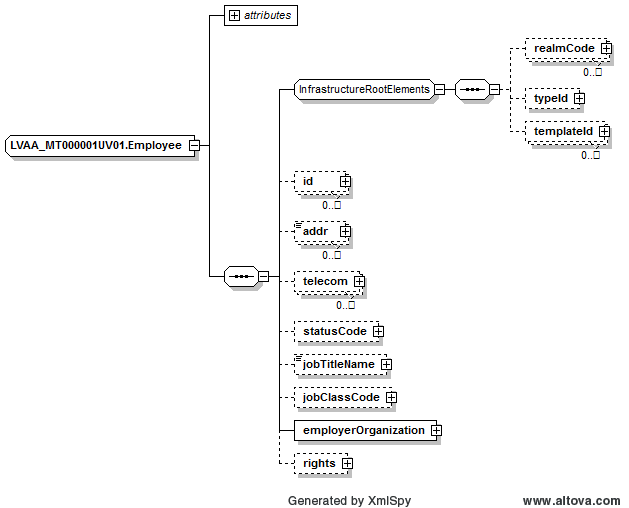 attributes
realmCode
0..□
InfrastructureRootElements
typeId
templateId
0..□
LVAA_MT000001UV01.Employee
id
0..□
addr
0..□
telecom
0..□
statusCode
jobTitleName
jobClassCode
employerOrganization
rights
Generated by XmlSpy
www.altova.com